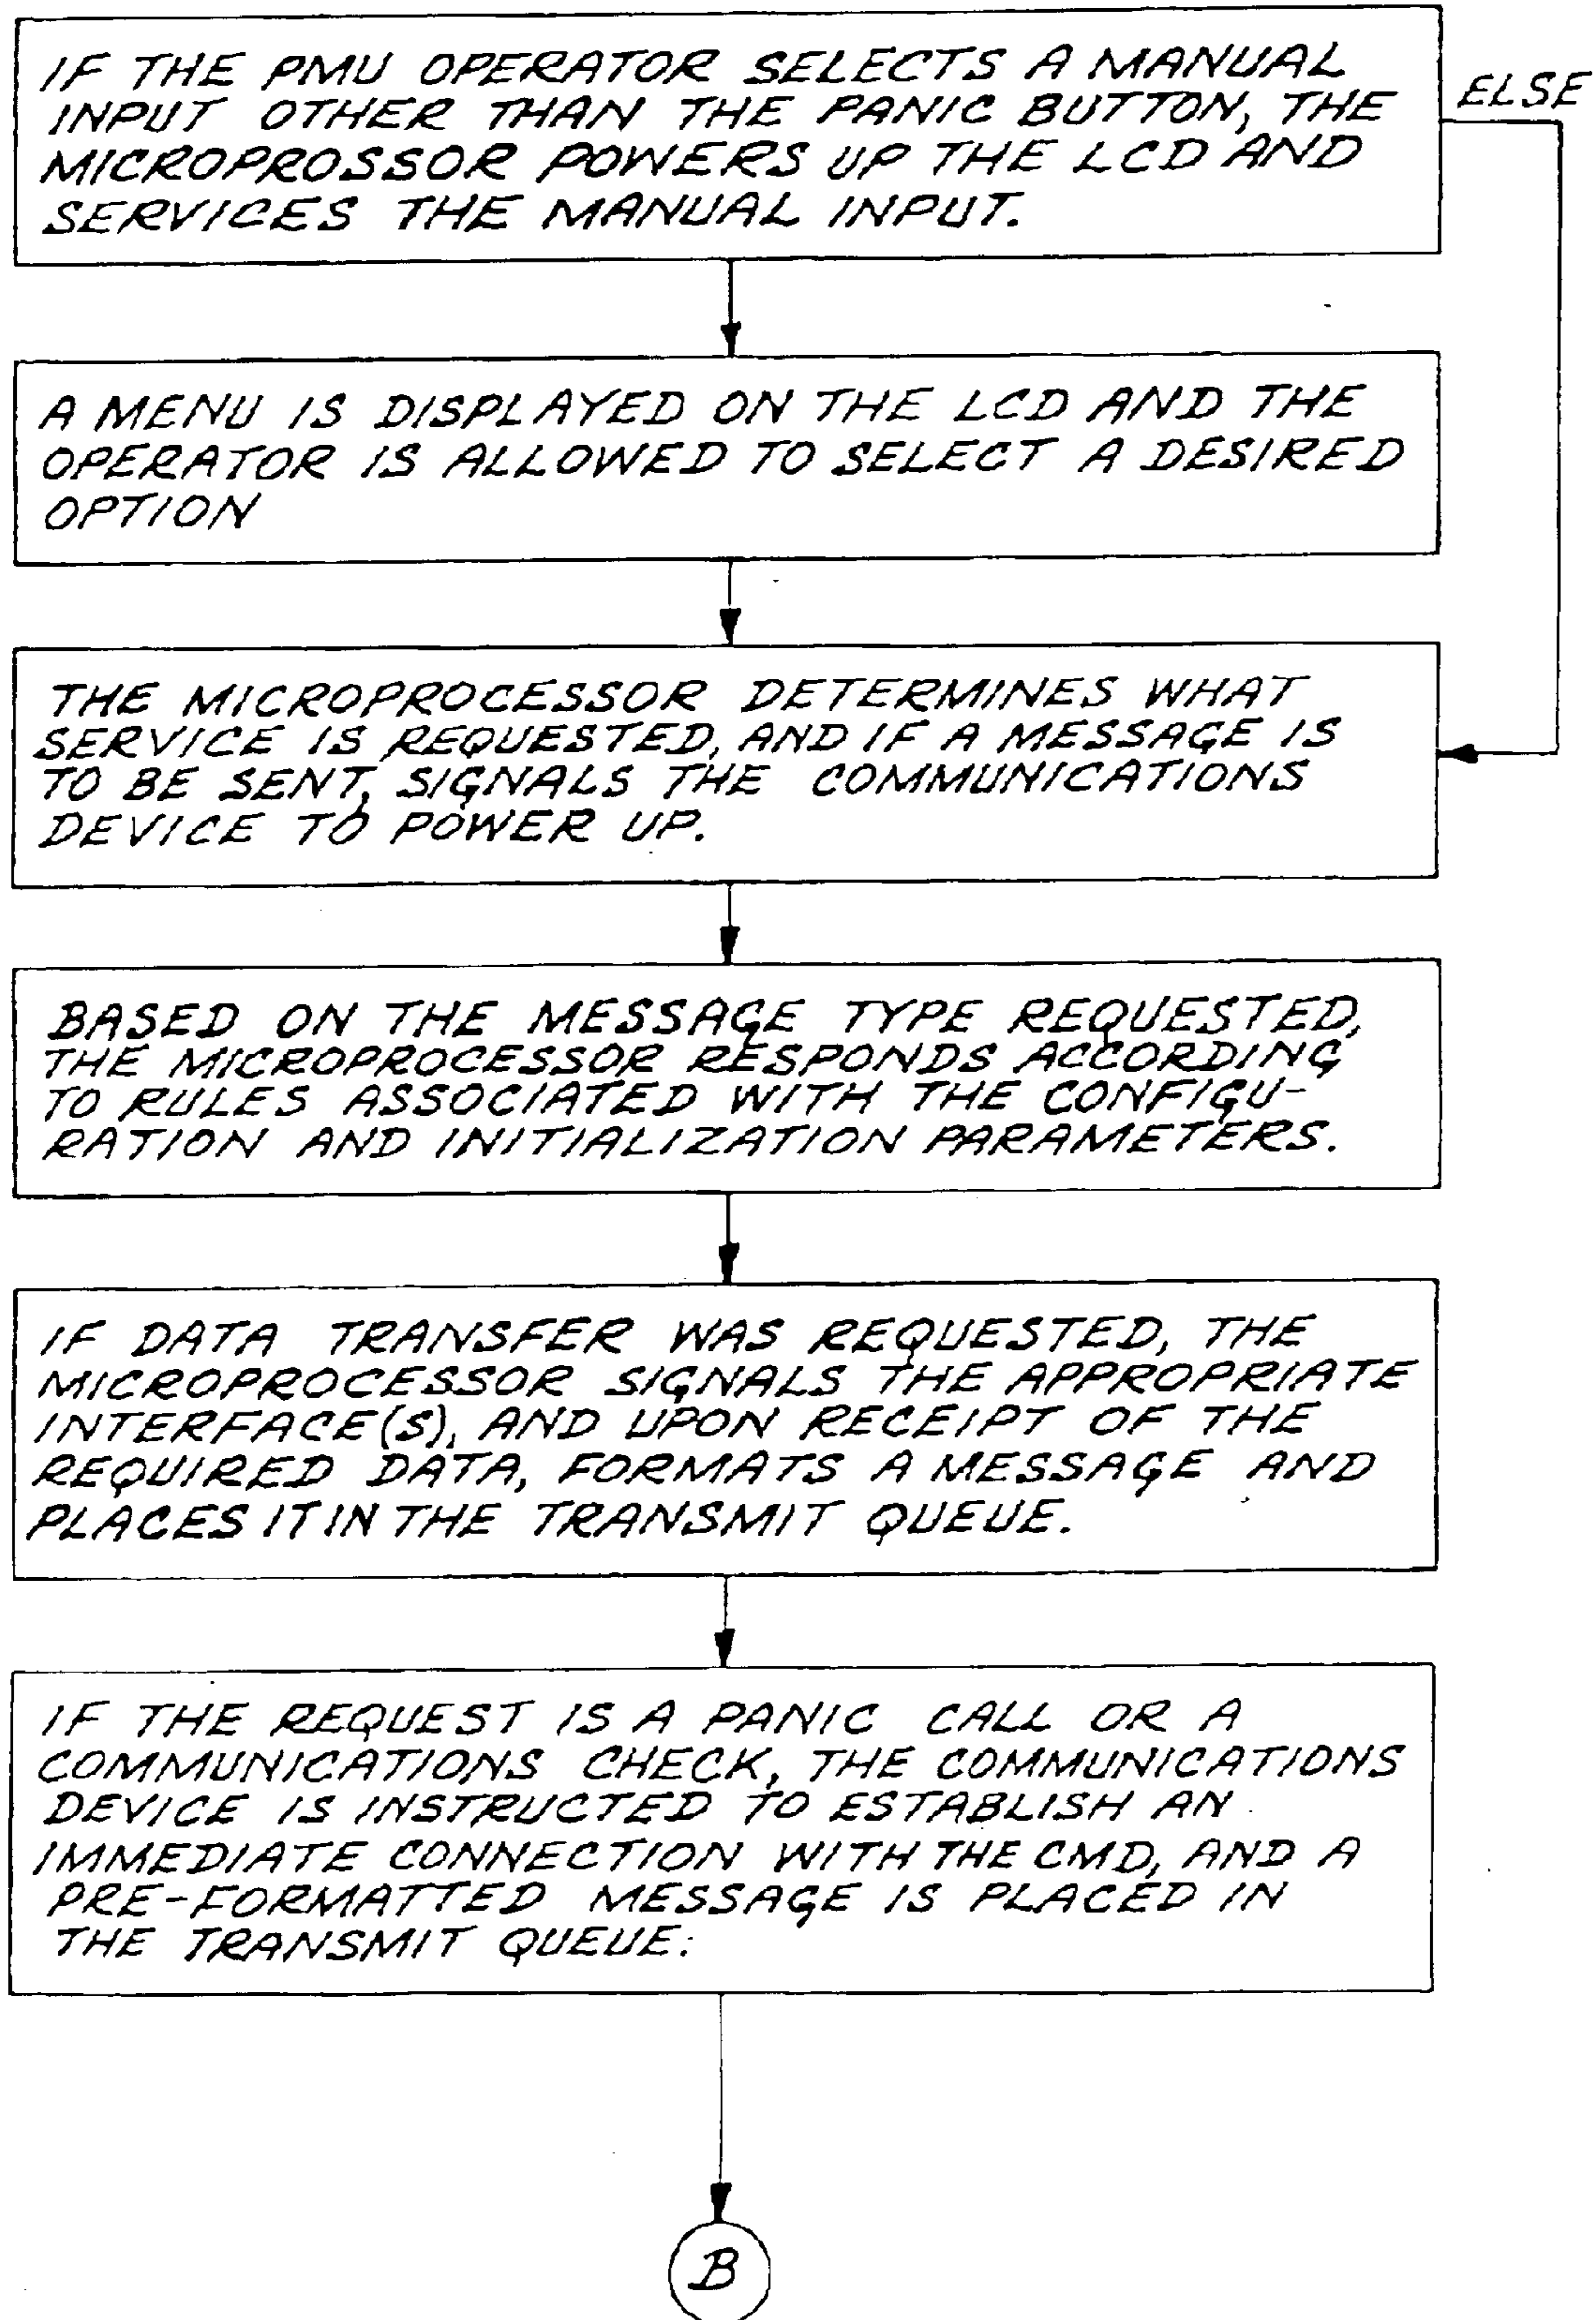 IF THE PMU OPERATOR SELECTS A MANUAL
INPUT OTHER THAN THE PANIC BUTTON, THE
MICROPROSSOR POWERS UP THE LCD AND
SERVICES THE MANUAL INPUT.
ELSE
A MENU IS DISPLAYED ON THE LCD AND THE
OPERATOR IS ALLOWED TO SELECT A DESIRED
OPTION
THE MICROPROCESSOR DETERMINES WHAT
SERVICE IS REQUESTED, AND IF A MESSAGE IS
TO BE SENT, SIGNALS THE COMMUNICATIONS
DEVICE TO POWER UP.
BASED ON THE MESSAGE TYPE REQUESTED,
THE MICROPROCESSOR RESPONDS ACCORDING
TO RULES ASSOCIATED WITH THE CONFIGU-
RATION AND INITIALIZATION PARAMETERS.
IF DATA TRANSFER WAS REQUESTED, THE
MICROPROCESSOR SIGNALS THE APPROPRIATE
INTERFACE(S), AND UPON RECEIPT OF THE
REQUIRED DATA, FORMATS A MESSAGE AND
PLACES IT IN THE TRANSMIT QUEUE.
IF THE REQUEST IS A PANIC CALL OR A
COMMUNICATIONS CHECK, THE COMMUNICATIONS
DEVICE IS INSTRUCTED TO ESTABLISH AN
IMMEDIATE CONNECTION WITH THE CMD, AND A
PRE-FORMATTED MESSAGE IS PLACED IN
THE TRANSMIT QUEUE.
B